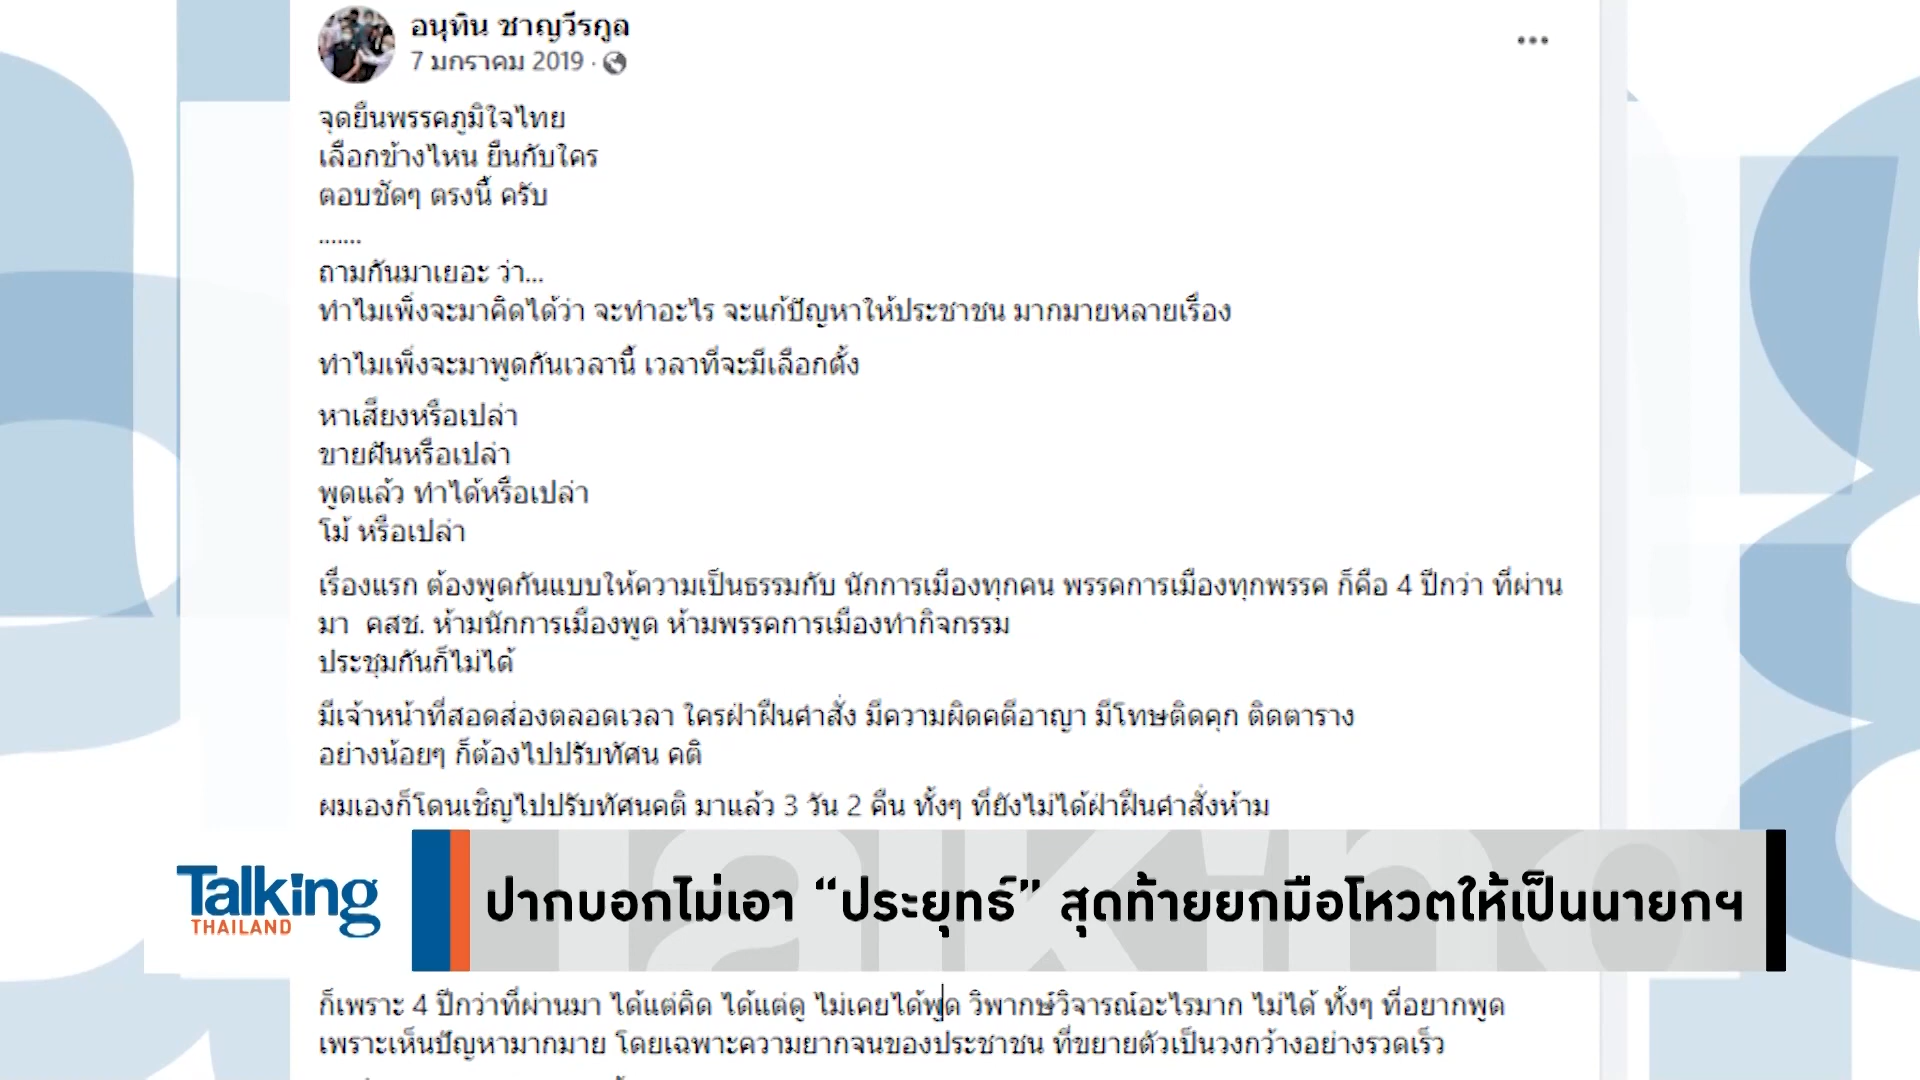 อนุทิน ชาญวีรกูล
7 มกราคม 2019 ·
จุดยืนพรรคภูมิใจไทย
เลือกข้างไหน ยืนกับใคร
ตอบชัดๆ ตรงนี้ ครับ
.......
ถามกันมาเยอะ ว่า...
ทำไมเพิ่งจะมาคิดได้ว่า จะทำอะไร จะแก้ปัญหาให้ประชาชน มากมายหลายเรื่อง
ทำไมเพิ่งจะมาพูดกันเวลานี้ เวลาที่จะมีเลือกตั้ง
หาเสียงหรือเปล่า
ขายฝันหรือเปล่า
พูดแล้ว ทำได้หรือเปล่า
โม้ หรือเปล่า
เรื่องแรก ต้องพูดกันแบบให้ความเป็นธรรมกับ นักการเมืองทุกคน พรรคการเมืองทุกพรรค ก็คือ 4 ปีกว่า ที่ผ่าน
มา คสช. ห้ามนักการเมืองพูด ห้ามพรรคการเมืองทำกิจกรรม
ประชุมกันก็ไม่ได้
มีเจ้าหน้าที่สอดส่องตลอดเวลา ใครฝ่าฝืนคำสั่ง มีความผิดคดีอาญา มีโทษติดคุก ติดตาราง
อย่างน้อยๆ ก็ต้องไปปรับทัศน คติ
ผมเองก็โดนเชิญไปปรับทัศนคติ มาแล้ว 3 วัน 2 คืน ทั้งๆ ที่ยังไม่ได้ฝ่าฝืนคำสั่งห้าม
Talking
THAILAND
ปากบอกไม่เอา “ประยุทธ์” สุดท้ายยกมือโหวตให้เป็นนายกฯ
ก็เพราะ 4 ปีกว่าที่ผ่านมา ได้แต่คิด ได้แต่ดู ไม่เคยได้พูด วิพากษ์วิจารณ์อะไรมาก ไม่ได้ ทั้งๆ ที่อยากพูด
เพราะเห็นปัญหามากมาย โดยเฉพาะความยากจนของประชาชน ที่ขยายตัวเป็นวงกว้างอย่างรวดเร็ว